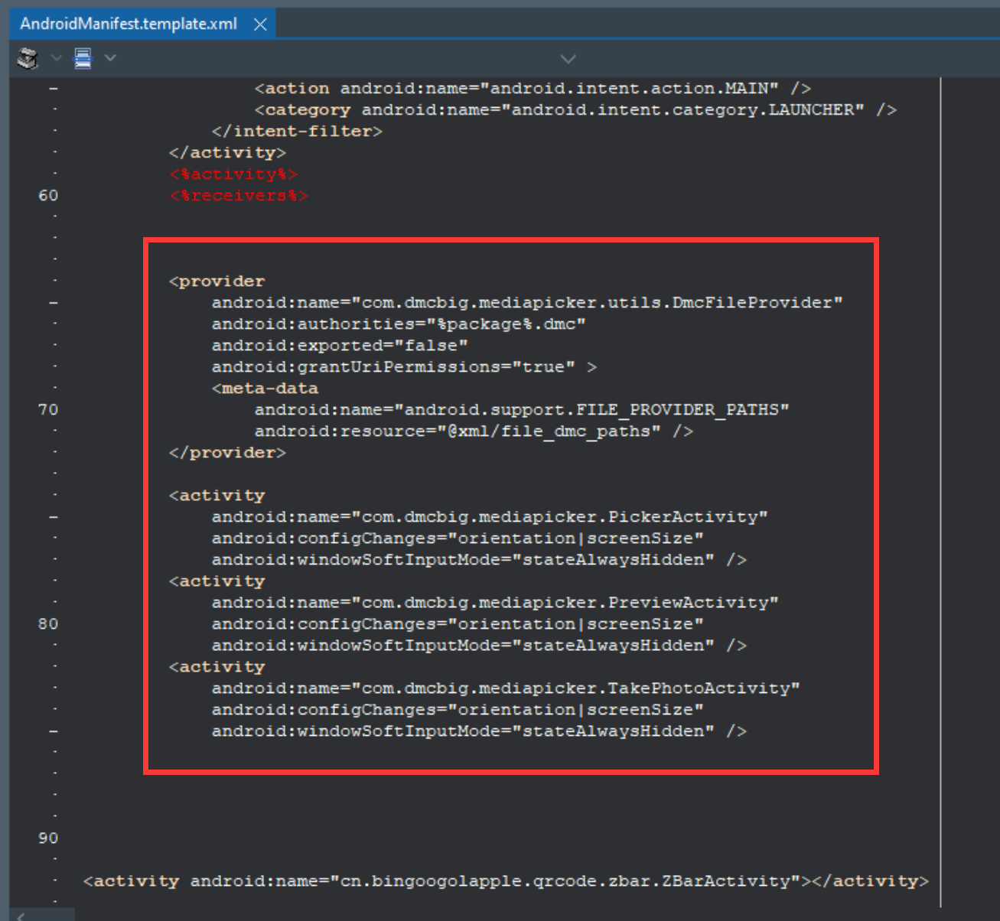 AndroidManifest.template.xml
<action android:name="android.intent.action.MAIN" />
<category android:name="android.intent.category.LAUNCHER" />
</intent-filter>
</activity>
<%activity%>
60 <%receivers%>
<provider
android:name="com.dmcbig.mediapicker.utils.DmcFileProvider"
android:authorities="%package%.dmc"
android:exported="false"
android:grantUriPermissions="true" >
<meta-data
70 android:name="android.support.FILE_PROVIDER_PATHS"
android:resource="@xml/file_dmc_paths" />
</provider>
<activity
android:name="com.dmcbig.mediapicker.PickerActivity"
android:configChanges="orientation|screenSize"
android:windowSoftInputMode="stateAlwaysHidden" />
<activity
android:name="com.dmcbig.mediapicker.PreviewActivity"
80 android:configChanges="orientation|screenSize"
android:windowSoftInputMode="stateAlwaysHidden" />
<activity
android:name="com.dmcbig.mediapicker.TakePhotoActivity"
android:configChanges="orientation|screenSize"
android:windowSoftInputMode="stateAlwaysHidden" />
90
<activity android:name="cn.bingoogolapple.qrcode.zbar.ZBarActivity"></activity>